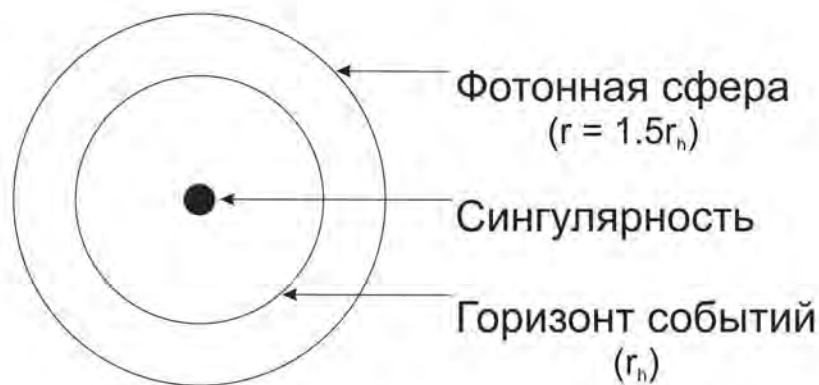 Фотонная сфера
(r = 1.5rₕ)
Сингулярность
Горизонт событий
(rₕ)